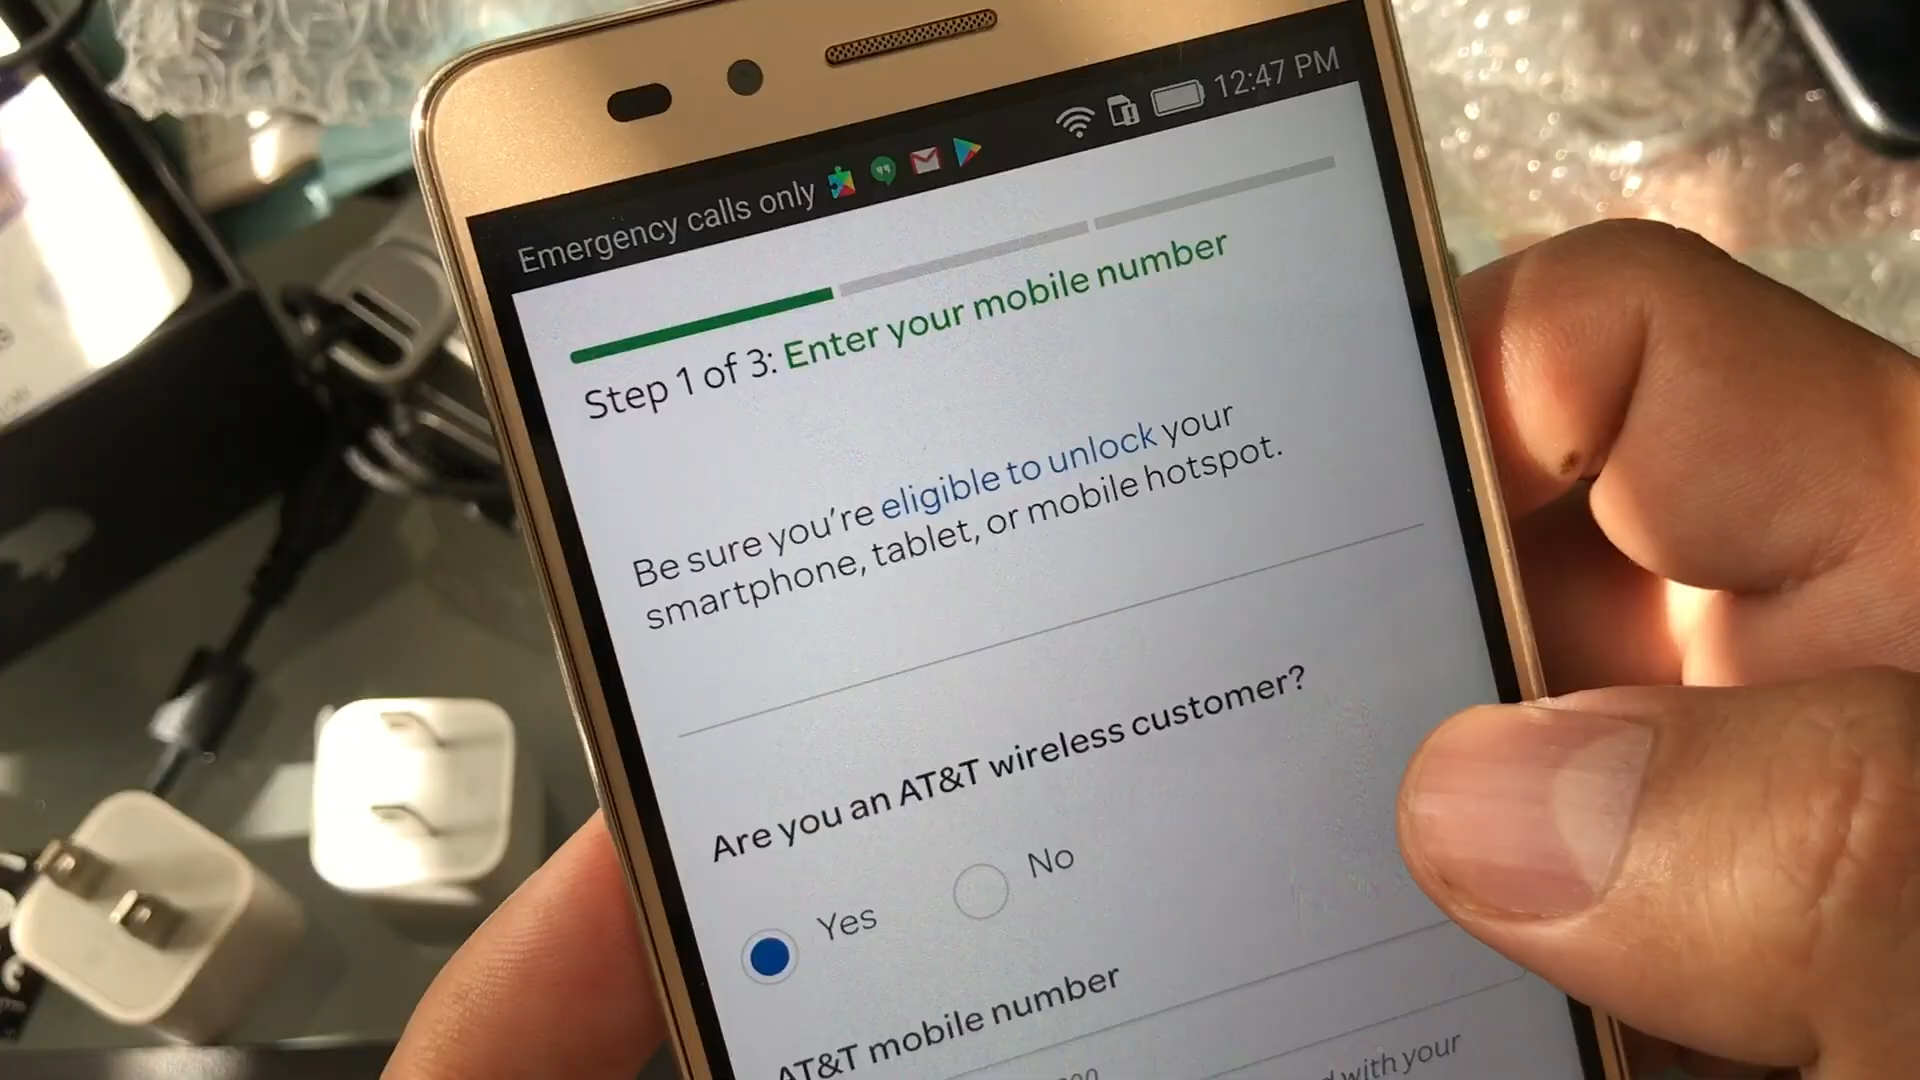 Emergency calls only
12:47 PM
Step 1 of 3: Enter your mobile number
Be sure you're eligible to unlock your
smartphone, tablet, or mobile hotspot.
Are you an AT&T wireless customer?
Yes
No
AT&T mobile number
with your